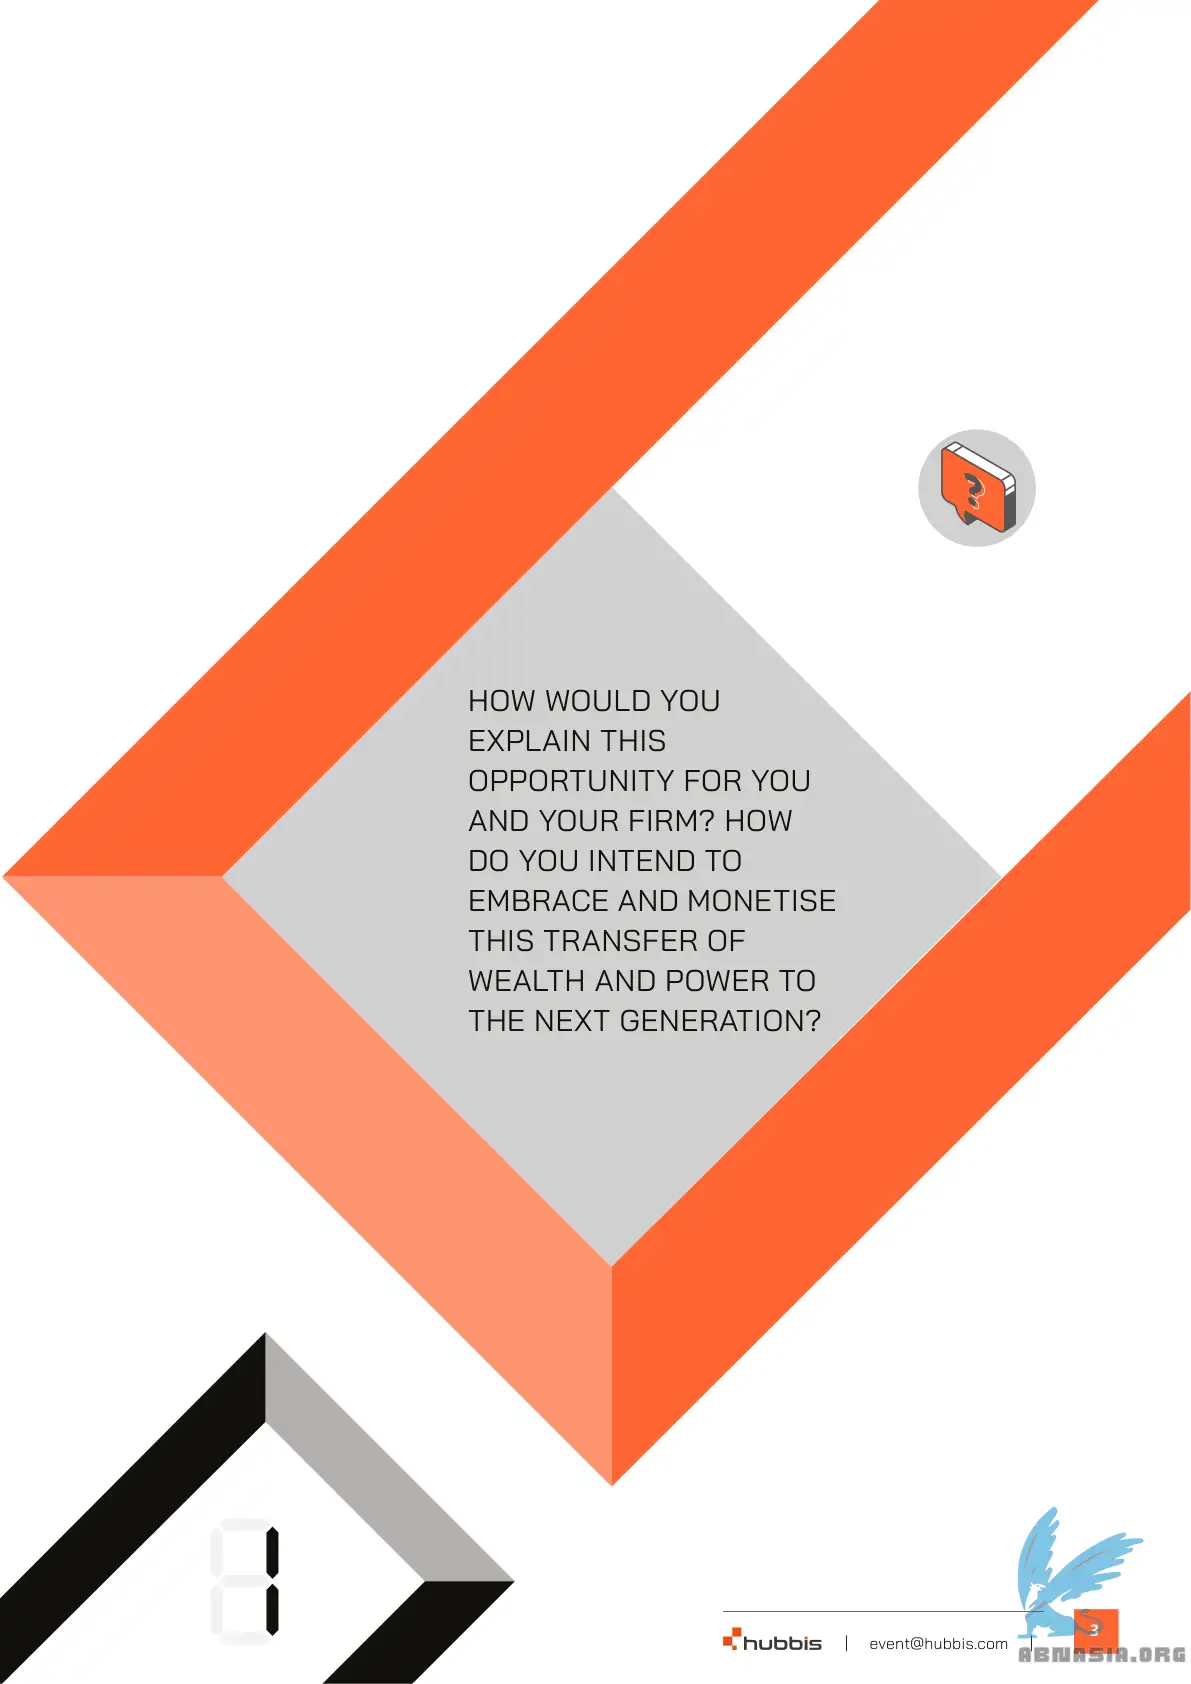 ?
HOW WOULD YOU
EXPLAIN THIS
OPPORTUNITY FOR YOU
AND YOUR FIRM? HOW
DO YOU INTEND TO
EMBRACE AND MONETISE
THIS TRANSFER OF
WEALTH AND POWER TO
THE NEXT GENERATION?
1
hubbis | event@hubbis.com | 3
ABNASIA.ORG